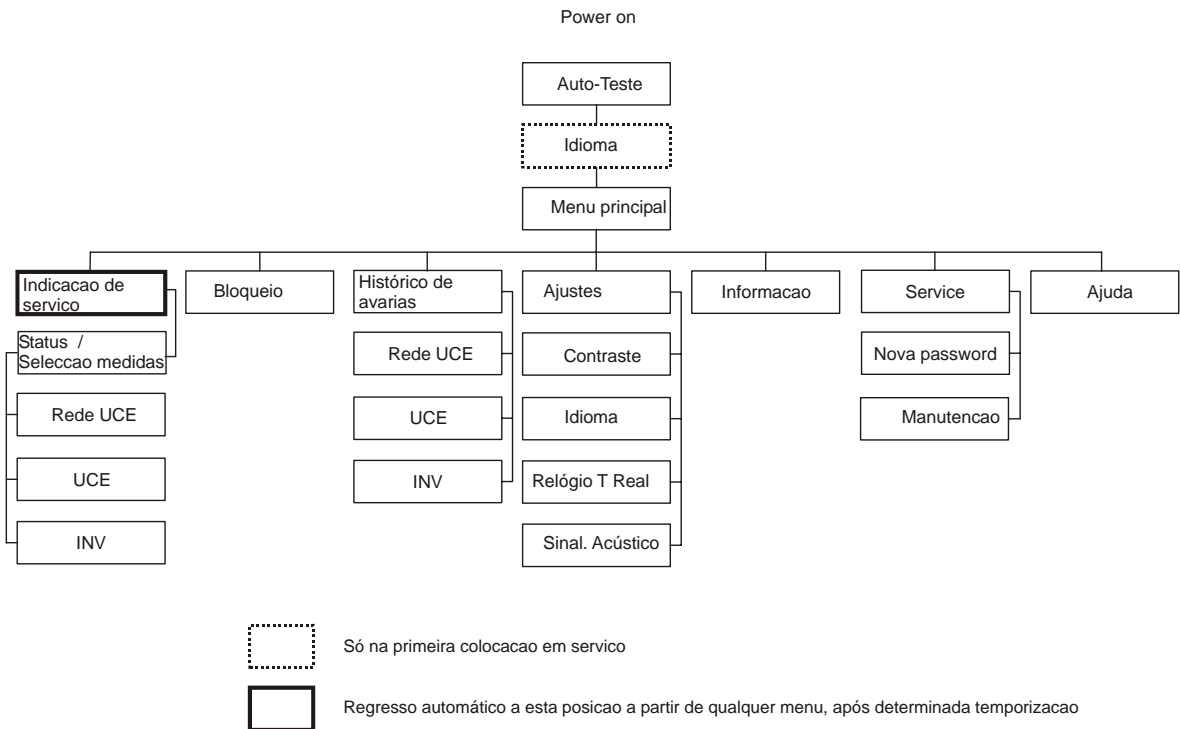 Power on
Auto-Teste
Idioma
Menu principal
Indicacao de
servico
Bloqueio
Histórico de
avarias
Ajustes
Informacao
Service
Ajuda
Status /
Seleccao medidas
Rede UCE
Contraste
Nova password
Rede UCE
UCE
Idioma
Manutencao
UCE
INV
Relógio T Real
INV
Sinal. Acústico
Só na primeira colocacao em servico
Regresso automático a esta posicao a partir de qualquer menu, após determinada temporizacao